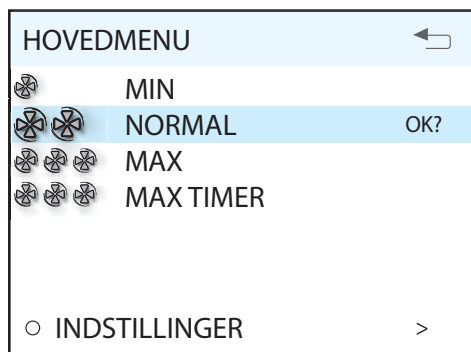 HOVEDMENU
MIN
NORMAL OK?
MAX
MAX TIMER
INDSTILLINGER >